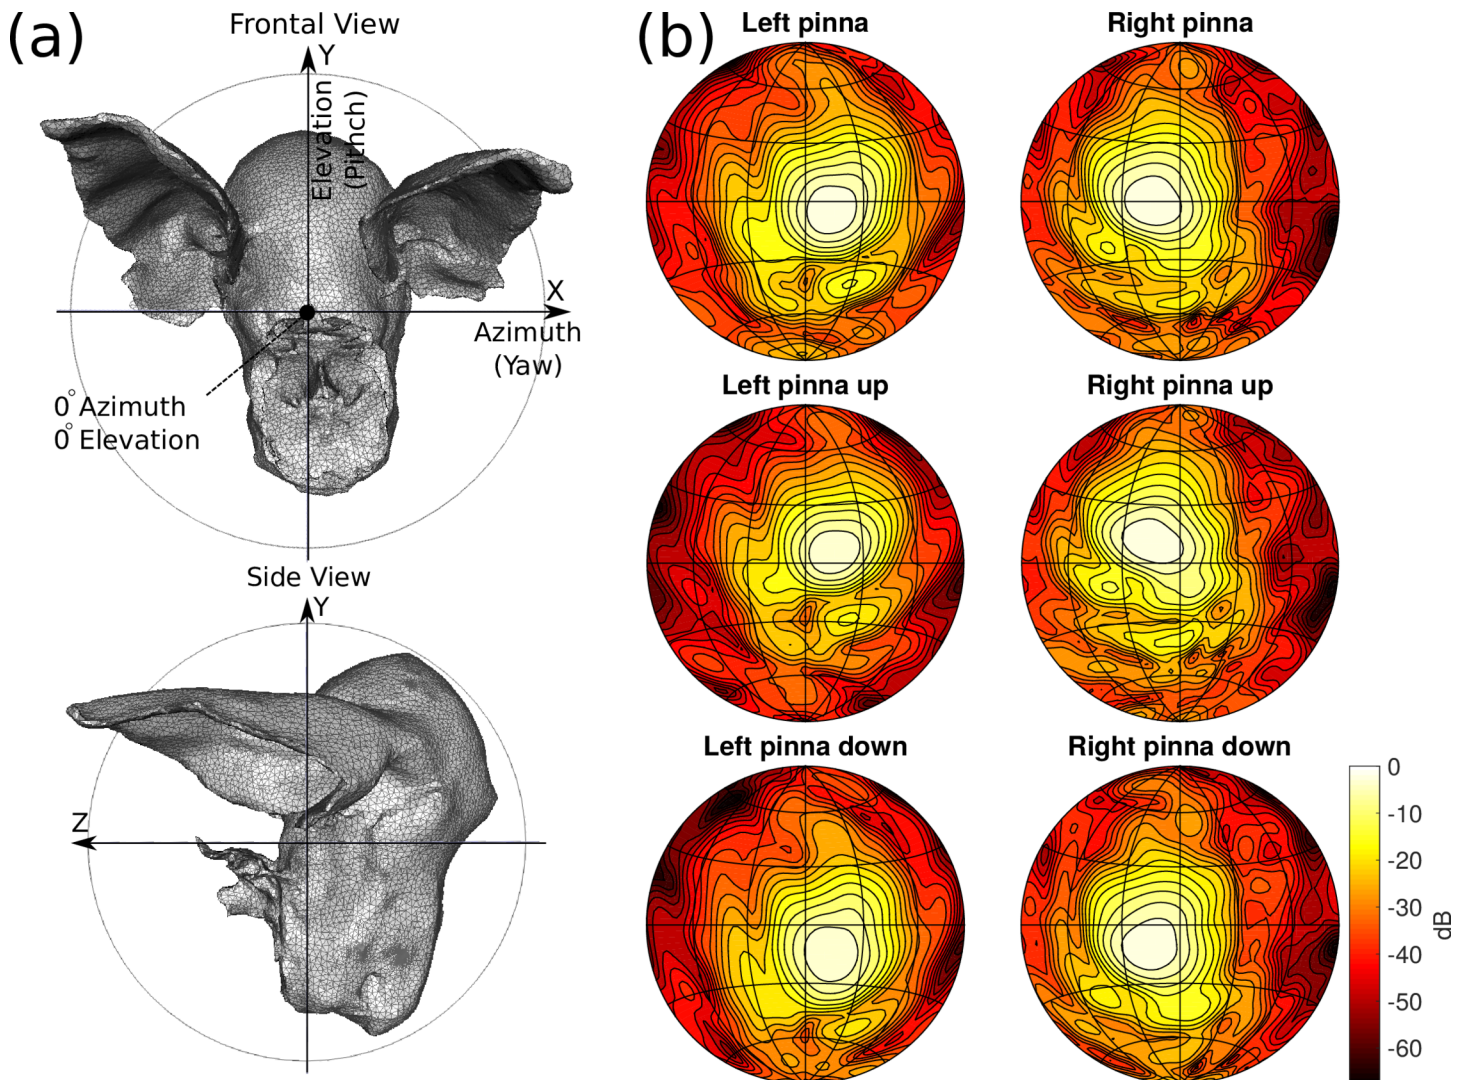 (a)
Frontal View
Y
Elevation
(Pithch)
X
Azimuth
(Yaw)
0° Azimuth
0° Elevation
Side View
Y
Z
(b)
Left pinna
Right pinna
Left pinna up
Right pinna up
Left pinna down
Right pinna down
0
-10
-20
-30
-40
-50
-60
dB